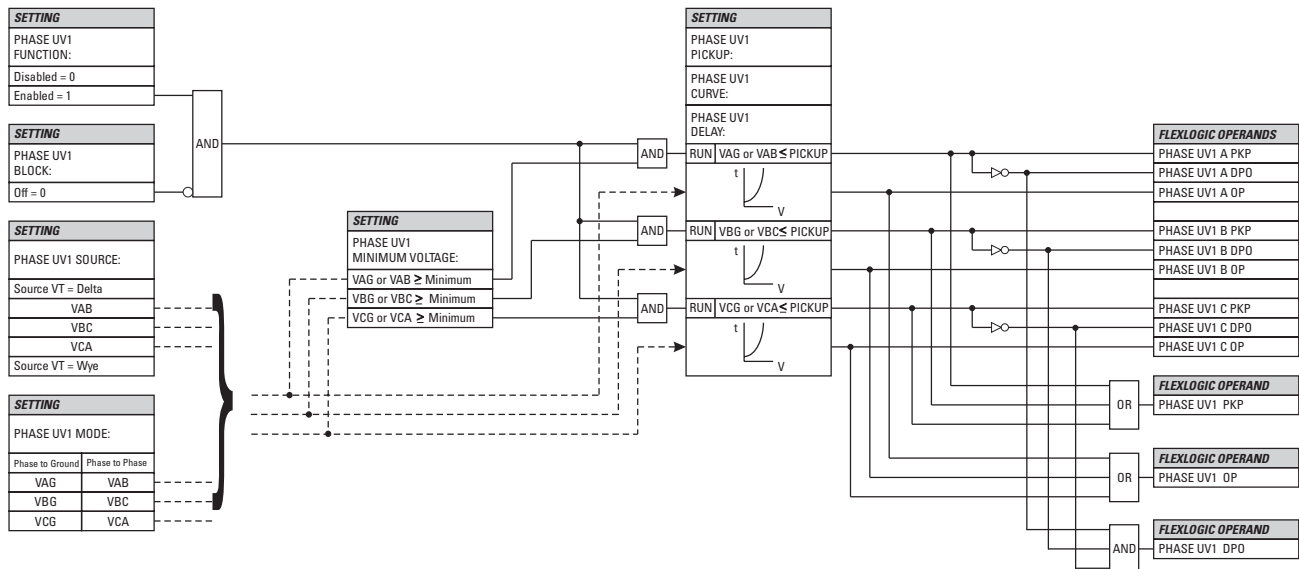 SETTING
PHASE UV1
FUNCTION:
Disabled = 0
Enabled = 1
SETTING
PHASE UV1
BLOCK:
Off = 0
AND
SETTING
PHASE UV1 SOURCE:
Source VT = Delta
VAB
VBC
VCA
Source VT = Wye
SETTING
PHASE UV1 MODE:
Phase to Ground Phase to Phase
VAG VAB
VBG VBC
VCG VCA
SETTING
PHASE UV1
MINIMUM VOLTAGE:
VAG or VAB ≥ Minimum
VBG or VBC ≥ Minimum
VCG or VCA ≥ Minimum
AND
AND
AND
SETTING
PHASE UV1
PICKUP:
PHASE UV1
CURVE:
PHASE UV1
DELAY:
RUN VAG or VAB ≤ PICKUP
t
V
RUN VBG or VBC ≤ PICKUP
t
V
RUN VCG or VCA ≤ PICKUP
t
V
FLEXLOGIC OPERANDS
PHASE UV1 A PKP
PHASE UV1 A DPO
PHASE UV1 A OP
PHASE UV1 B PKP
PHASE UV1 B DPO
PHASE UV1 B OP
PHASE UV1 C PKP
PHASE UV1 C DPO
PHASE UV1 C OP
OR
FLEXLOGIC OPERAND
PHASE UV1 PKP
OR
FLEXLOGIC OPERAND
PHASE UV1 OP
AND
FLEXLOGIC OPERAND
PHASE UV1 DPO